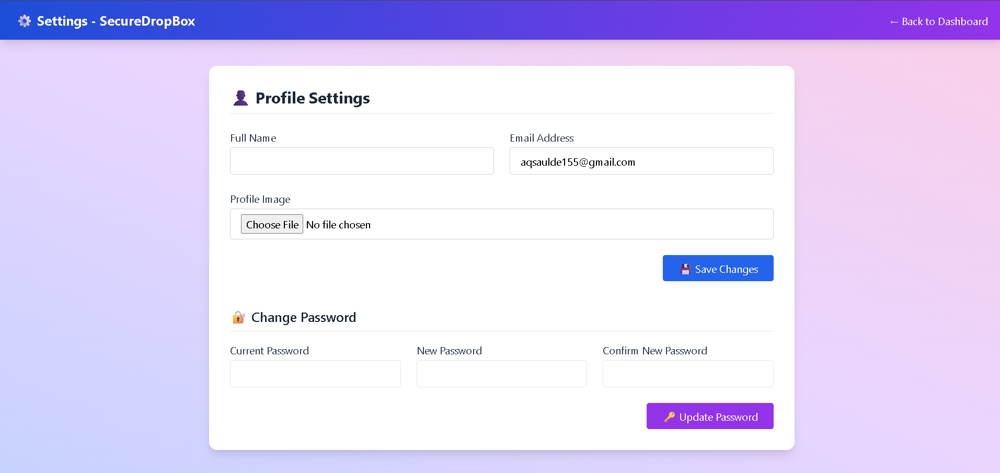 Settings - SecureDropBox
← Back to Dashboard
Profile Settings
Full Name
Email Address
aqsaulde155@gmail.com
Profile Image
Choose File No file chosen
Save Changes
Change Password
Current Password
New Password
Confirm New Password
Update Password